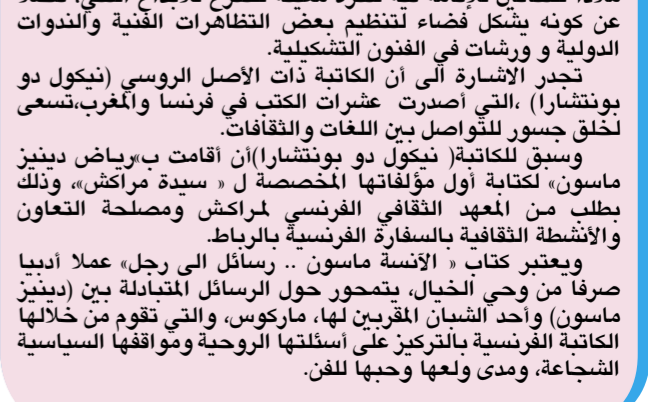 عن كونه يشكل فضاء لتنظيم بعض التظاهرات الفنية والندوات
الدولية و ورشات في الفنون التشكيلية.
تجدر الاشارة الى أن الكاتبة ذات الأصل الروسي (نيكول دو
بونتشارا) ،التي أصدرت عشرات الكتب في فرنسا والمغرب،تسعى
لخلق جسور للتواصل بين اللغات والثقافات.
وسبق للكاتبة( نيكول دو بونتشارا)أن أقامت ب»رياض دينيز
ماسون» لكتابة أول مؤلفاتها المخصصة ل « سيدة مراكش»، وذلك
بطلب من المعهد الثقافي الفرنسي لمراكش ومصلحة التعاون
والأنشطة الثقافية بالسفارة الفرنسية بالرباط.
ويعتبر كتاب « الآنسة ماسون .. رسائل الى رجل» عملا أدبيا
صرفا من وحي الخيال، يتمحور حول الرسائل المتبادلة بين (دينيز
ماسون) وأحد الشبان المقربين لها، ماركوس، والتي تقوم من خلالها
الكاتبة الفرنسية بالتركيز على أسئلتها الروحية ومواقفها السياسية
الشجاعة، ومدى ولعها وحبها للفن.